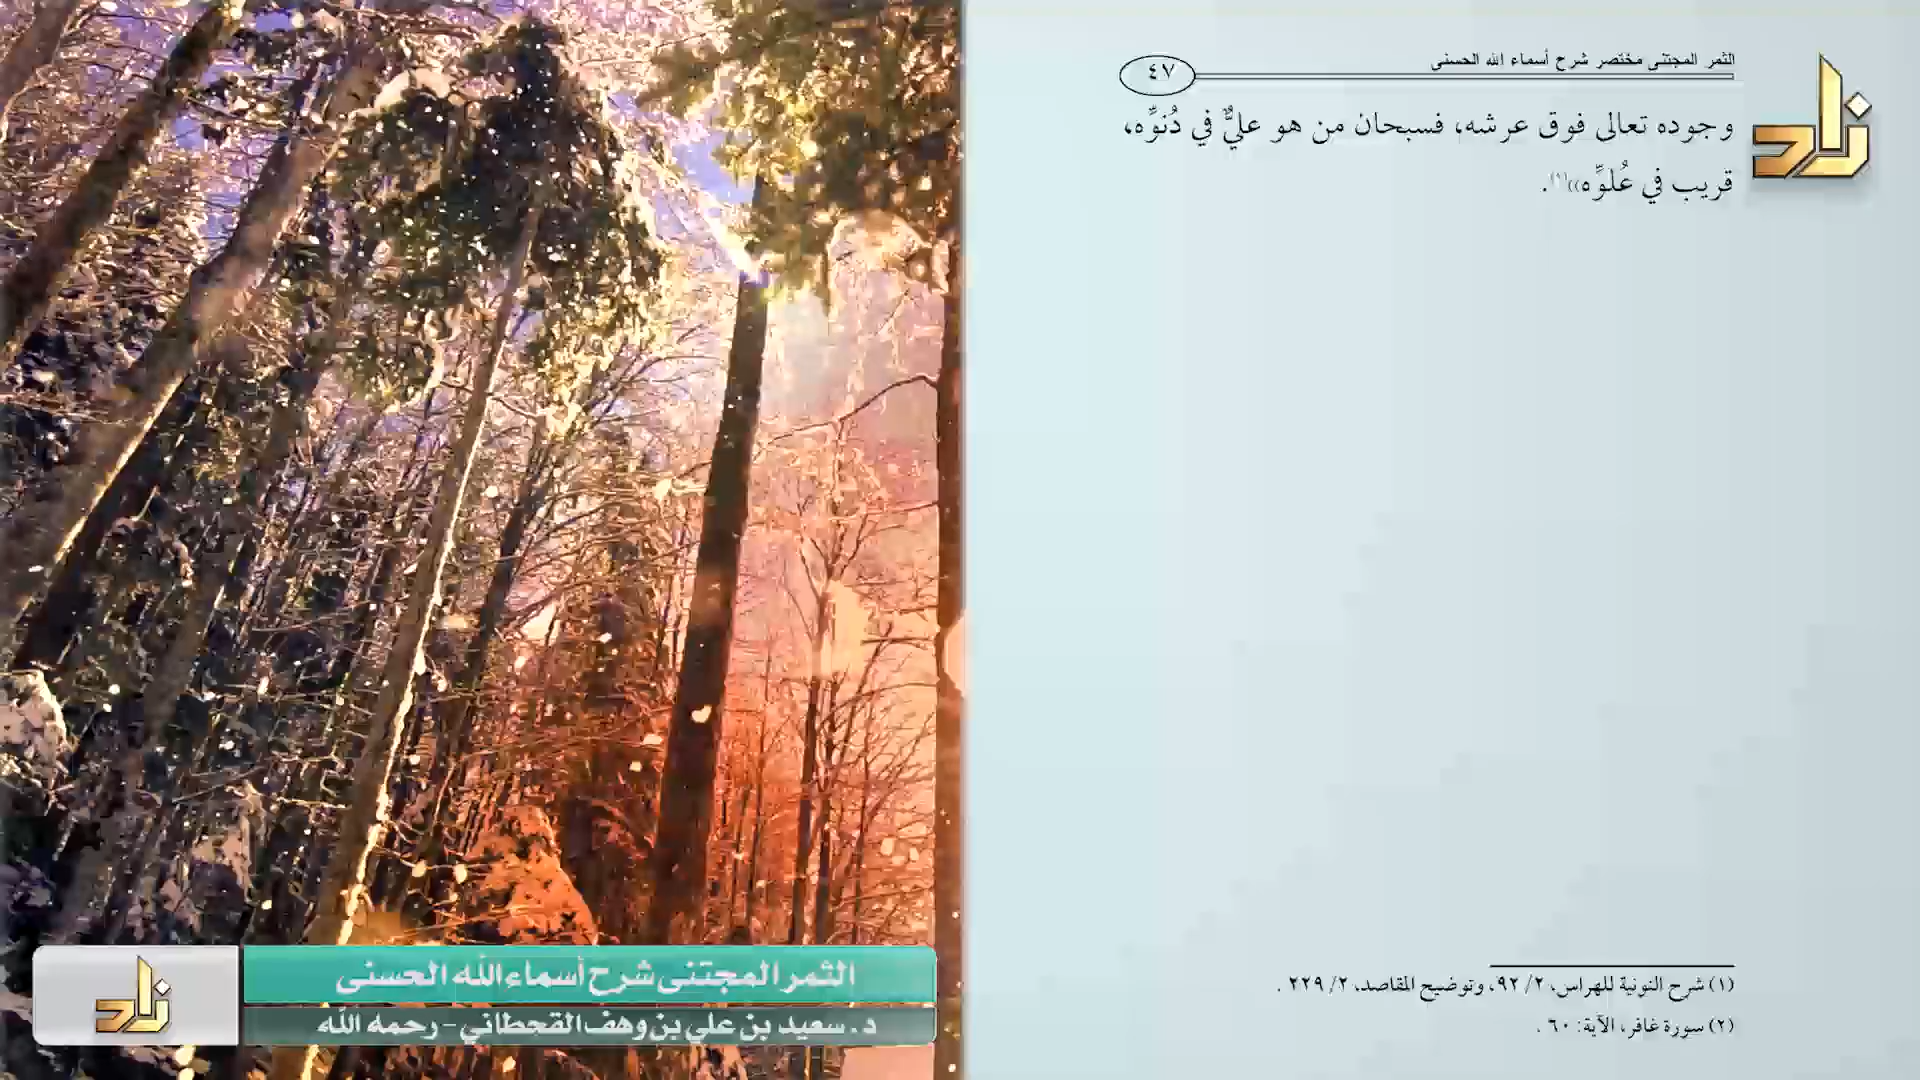 الثمر المجتنى مختصر شرح أسماء الله الحسنى
٤٧
وجوده تعالى فوق عرشه، فسبحان من هو عليٌّ في دُنوِّه،
قريب في عُلوِّه))(١).
زاد
(١) شرح النونية للهراس، ٢/ ٩٢، وتوضيح المقاصد، ٢/ ٢٢٩ .
(٢) سورة غافر، الآية: ٦٠ .
زاد
الثمر المجتنى شرح أسماء الله الحسنى
د. سعيد بن علي بن وهف القحطاني - رحمه الله